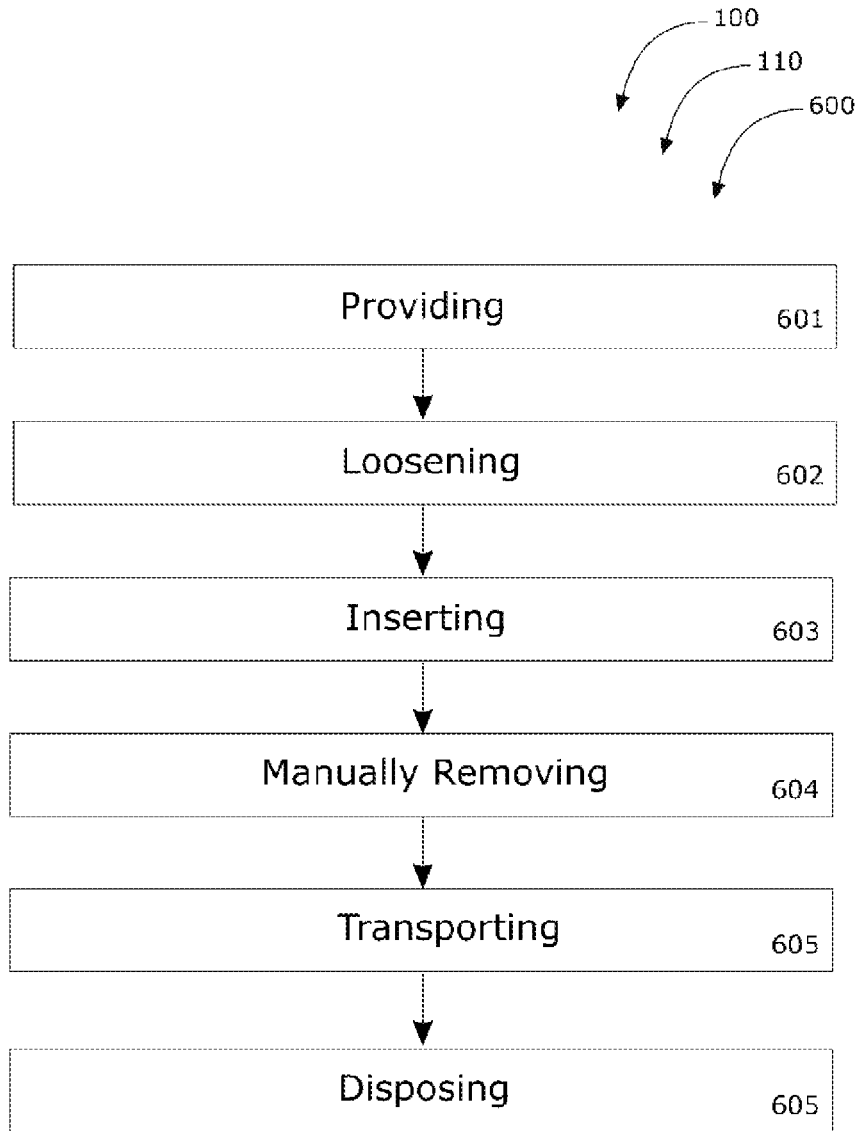 100
110
600
Providing
601
Loosening
602
Inserting
603
Manually Removing
604
Transporting
605
Disposing
605